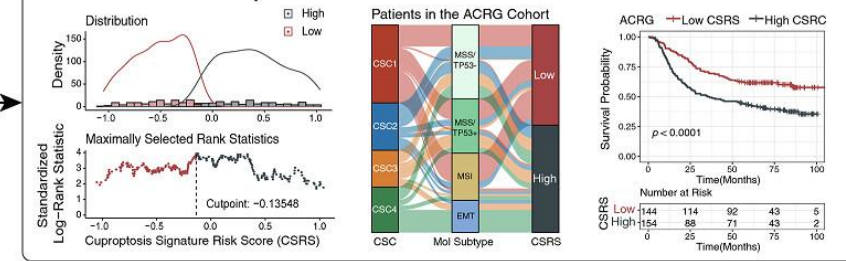 Distribution
High
Low
Density
150
100
50
0
−1.0
−0.5
0.0
0.5
1.0
Maximally Selected Rank Statistics
Standardized
Log−Rank Statistic
4
3
2
1
0
Cutpoint: −0.13548
−1.0
−0.5
0.0
0.5
1.0
Cuproptosis Signature Risk Score (CSRS)
Patients in the ACRG Cohort
CSC1
CSC2
CSC3
CSC4
MSS/
TP53-
MSS/
TP53+
MSI
EMT
Low
High
CSC
Mol Subtype
CSRS
ACRG
Low CSRS
High CSRC
Survival Probability
1.00
0.75
0.50
0.25
0.00
p < 0.0001
0
25
50
75
100
Time(Months)
Number at Risk
CSRS
Low 144 114 92 43 5
High 154 88 71 43 2
0
25
50
75
100
Time(Months)